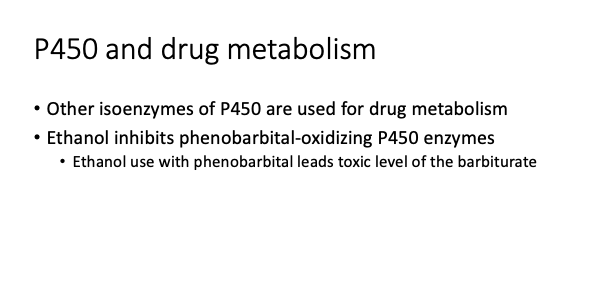 P450 and drug metabolism
• Other isoenzymes of P450 are used for drug metabolism
• Ethanol inhibits phenobarbital-oxidizing P450 enzymes
• Ethanol use with phenobarbital leads toxic level of the barbiturate